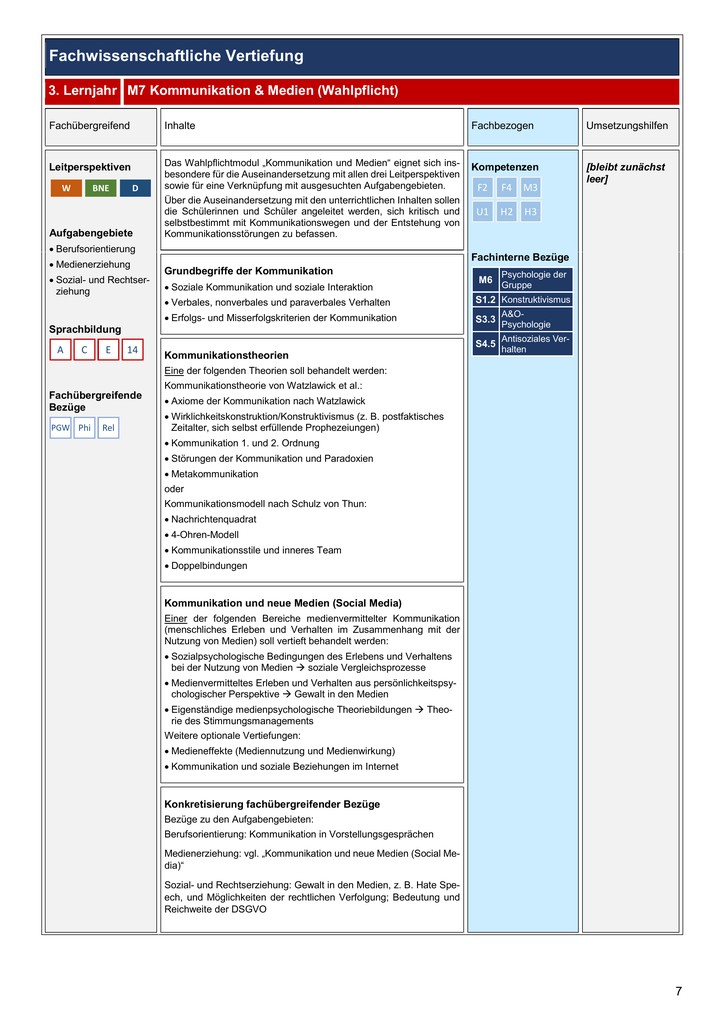 Fachwissenschaftliche Vertiefung
3. Lernjahr M7 Kommunikation & Medien (Wahlpflicht)
Fachübergreifend
Inhalte
Fachbezogen
Umsetzungshilfen
Leitperspektiven
W BNE D
Aufgabengebiete
• Berufsorientierung
• Medienerziehung
• Sozial- und Rechtser-
ziehung
Sprachbildung
A C E 14
Fachübergreifende
Bezüge
PGW Phi Rel
Das Wahlpflichtmodul „Kommunikation und Medien“ eignet sich ins-
besondere für die Auseinandersetzung mit allen drei Leitperspektiven
sowie für eine Verknüpfung mit ausgesuchten Aufgabengebieten.
Über die Auseinandersetzung mit den unterrichtlichen Inhalten sollen
die Schülerinnen und Schüler angeleitet werden, sich kritisch und
selbstbestimmt mit Kommunikationswegen und der Entstehung von
Kommunikationsstörungen zu befassen.
Grundbegriffe der Kommunikation
• Soziale Kommunikation und soziale Interaktion
• Verbales, nonverbales und paraverbales Verhalten
• Erfolgs- und Misserfolgskriterien der Kommunikation
Kommunikationstheorien
Eine der folgenden Theorien soll behandelt werden:
Kommunikationstheorie von Watzlawick et al.:
• Axiome der Kommunikation nach Watzlawick
• Wirklichkeitskonstruktion/Konstruktivismus (z. B. postfaktisches
Zeitalter, sich selbst erfüllende Prophezeiungen)
• Kommunikation 1. und 2. Ordnung
• Störungen der Kommunikation und Paradoxien
• Metakommunikation
oder
Kommunikationsmodell nach Schulz von Thun:
• Nachrichtenquadrat
• 4-Ohren-Modell
• Kommunikationsstile und inneres Team
• Doppelbindungen
Kommunikation und neue Medien (Social Media)
Einer der folgenden Bereiche medienvermittelter Kommunikation
(menschliches Erleben und Verhalten im Zusammenhang mit der
Nutzung von Medien) soll vertieft behandelt werden:
• Sozialpsychologische Bedingungen des Erlebens und Verhaltens
bei der Nutzung von Medien → soziale Vergleichsprozesse
• Medienvermitteltes Erleben und Verhalten aus persönlichkeitspsy-
chologischer Perspektive → Gewalt in den Medien
• Eigenständige medienpsychologische Theoriebildungen → Theo-
rie des Stimmungsmanagements
Weitere optionale Vertiefungen:
• Medieneffekte (Mediennutzung und Medienwirkung)
• Kommunikation und soziale Beziehungen im Internet
Konkretisierung fachübergreifender Bezüge
Bezüge zu den Aufgabengebieten:
Berufsorientierung: Kommunikation in Vorstellungsgesprächen
Medienerziehung: vgl. „Kommunikation und neue Medien (Social Me-
dia)“
Sozial- und Rechtserziehung: Gewalt in den Medien, z. B. Hate Spe-
ech, und Möglichkeiten der rechtlichen Verfolgung; Bedeutung und
Reichweite der DSGVO
Kompetenzen
F2 F4 M3
U1 H2 H3
Fachinterne Bezüge
M6 Psychologie der
Gruppe
S1.2 Konstruktivismus
S3.3 A&O-
Psychologie
S4.5 Antisoziales Ver-
halten
[bleibt zunächst
leer]
7